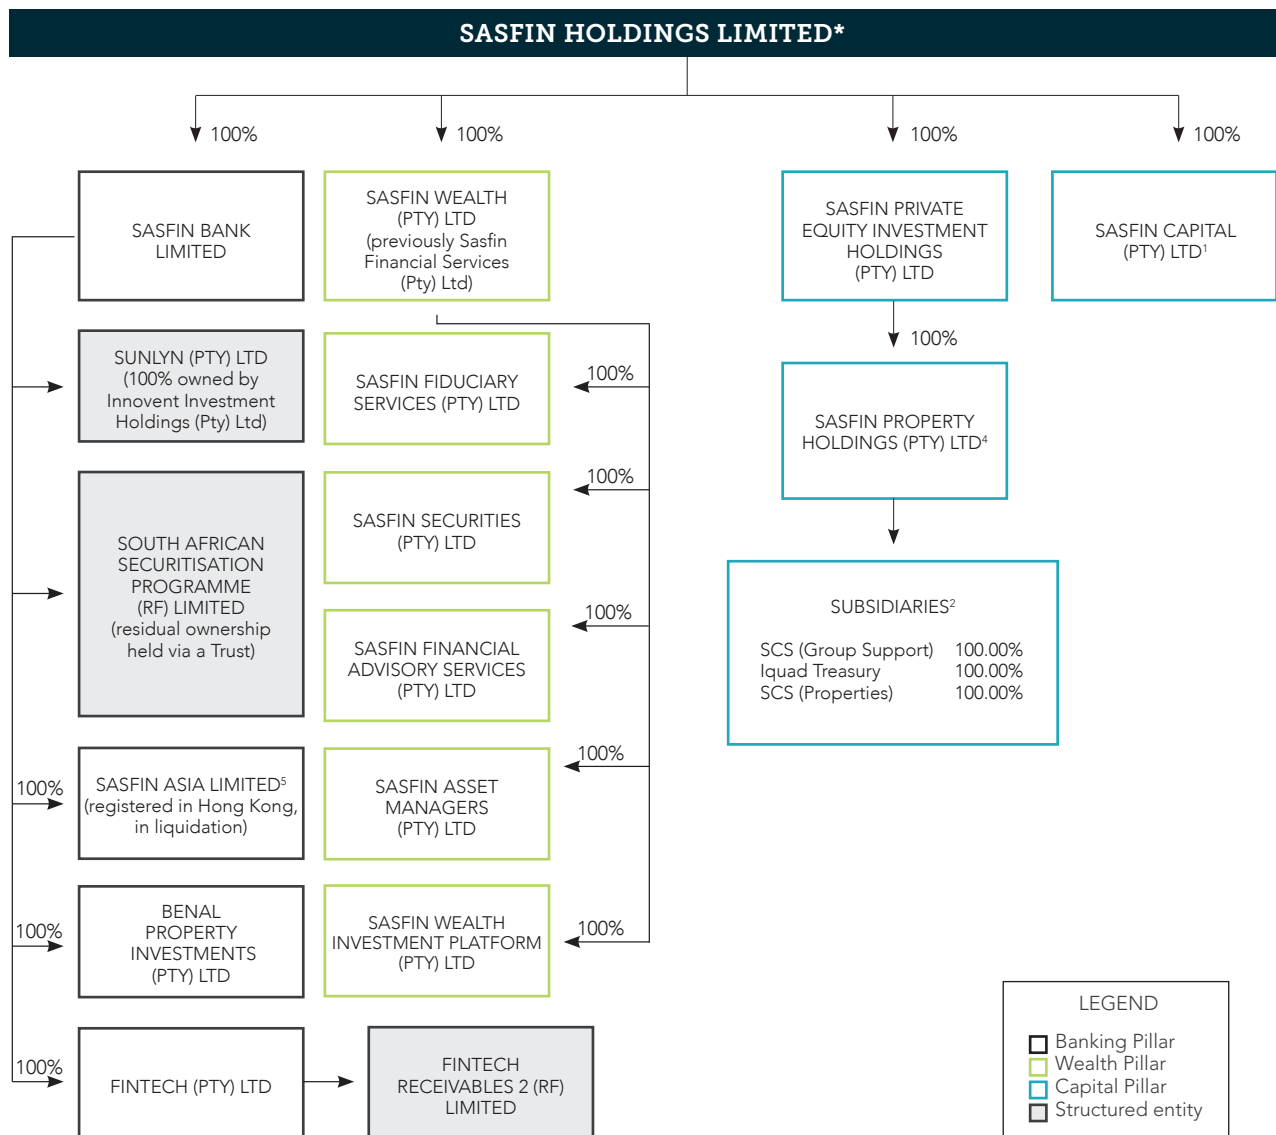 SASFIN HOLDINGS LIMITED*
100%
100%
100%
100%
SASFIN BANK
LIMITED
SASFIN WEALTH
(PTY) LTD
(previously Sasfin
Financial Services
(Pty) Ltd)
SASFIN PRIVATE
EQUITY INVESTMENT
HOLDINGS
(PTY) LTD
SASFIN CAPITAL
(PTY) LTD¹
SUNLYN (PTY) LTD
(100% owned by
Innovent Investment
Holdings (Pty) Ltd)
SASFIN FIDUCIARY
SERVICES (PTY) LTD
100%
100%
SASFIN PROPERTY
HOLDINGS (PTY) LTD⁴
SOUTH AFRICAN
SECURITISATION
PROGRAMME
(RF) LIMITED
(residual ownership
held via a Trust)
SASFIN SECURITIES
(PTY) LTD
100%
SASFIN FINANCIAL
ADVISORY SERVICES
(PTY) LTD
100%
SUBSIDIARIES²
SCS (Group Support) 100.00%
Iquad Treasury 100.00%
SCS (Properties) 100.00%
100%
SASFIN ASIA LIMITED⁵
(registered in Hong Kong,
in liquidation)
SASFIN ASSET
MANAGERS
(PTY) LTD
100%
100%
BENAL
PROPERTY
INVESTMENTS
(PTY) LTD
SASFIN WEALTH
INVESTMENT PLATFORM
(PTY) LTD
100%
100%
FINTECH (PTY) LTD
FINTECH
RECEIVABLES 2 (RF)
LIMITED
LEGEND
Banking Pillar
Wealth Pillar
Capital Pillar
Structured entity